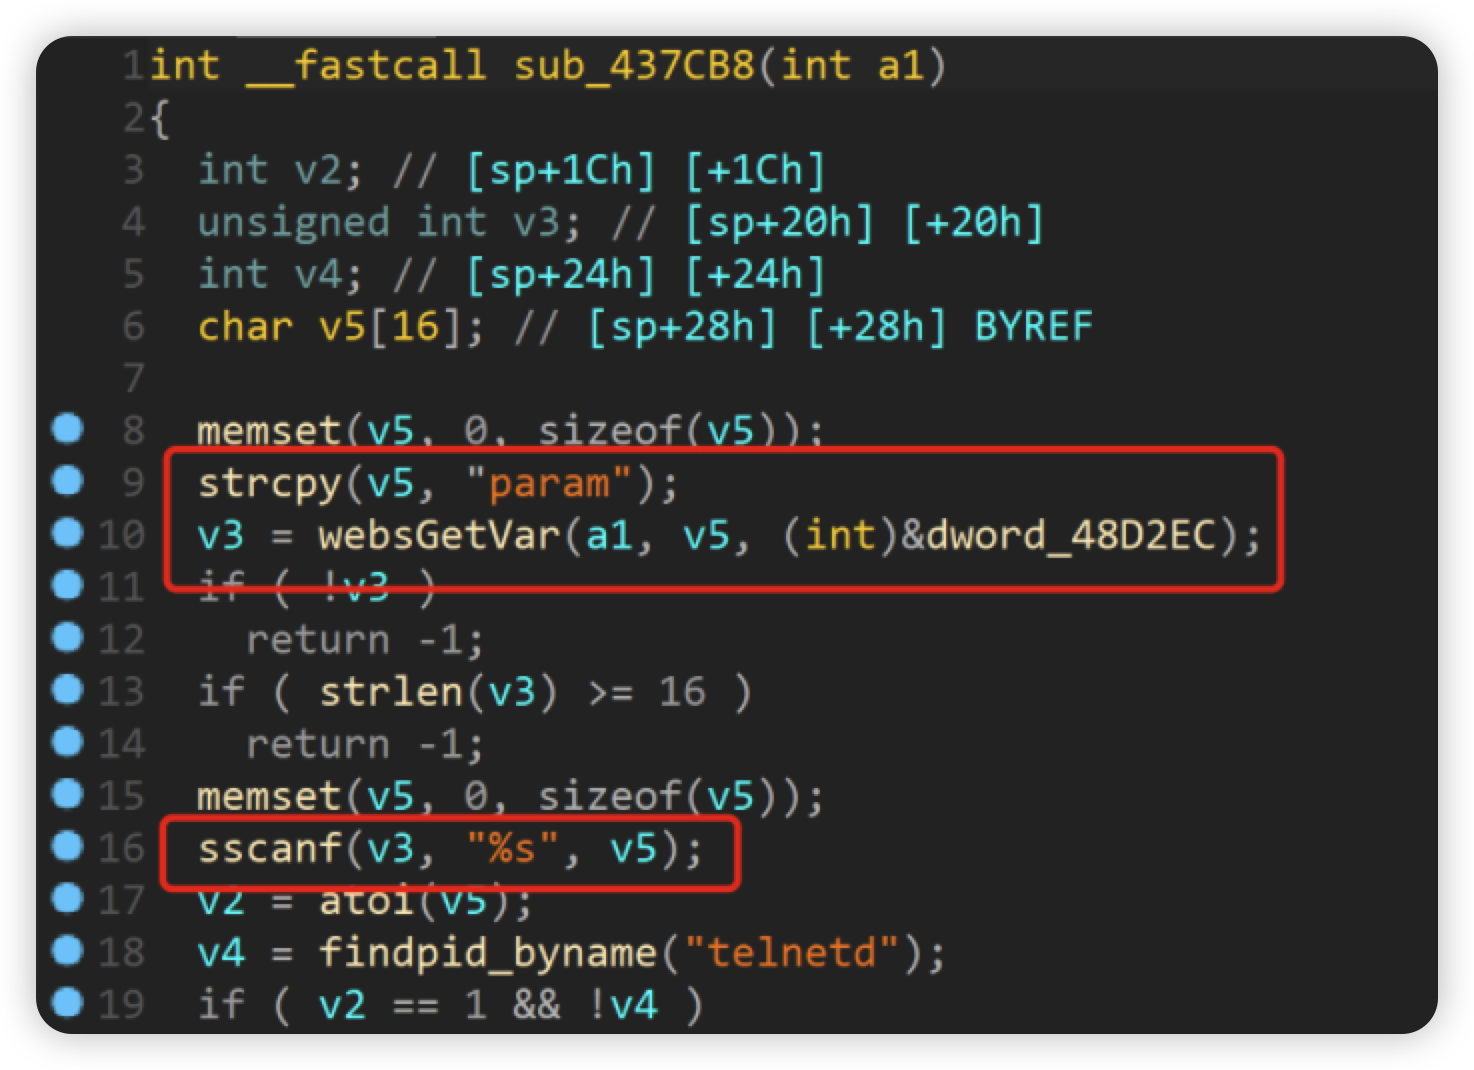 1 int __fastcall sub_437CB8(int a1)
2 {
3 int v2; // [sp+1Ch] [+1Ch]
4 unsigned int v3; // [sp+20h] [+20h]
5 int v4; // [sp+24h] [+24h]
6 char v5[16]; // [sp+28h] [+28h] BYREF
7
8 memset(v5, 0, sizeof(v5));
9 strcpy(v5, "param");
10 v3 = websGetVar(a1, v5, (int)&dword_48D2EC);
11 if ( !v3 )
12 return -1;
13 if ( strlen(v3) >= 16 )
14 return -1;
15 memset(v5, 0, sizeof(v5));
16 sscanf(v3, "%s", v5);
17 v2 = atoi(v5);
18 v4 = findpid_byname("telnetd");
19 if ( v2 == 1 && !v4 )